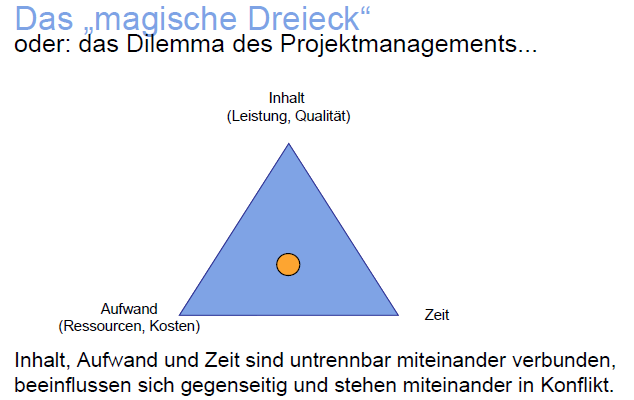 Das „magische Dreieck“
oder: das Dilemma des Projektmanagements...
Inhalt
(Leistung, Qualität)
Aufwand
(Ressourcen, Kosten)
Zeit
Inhalt, Aufwand und Zeit sind untrennbar miteinander verbunden,
beeinflussen sich gegenseitig und stehen miteinander in Konflikt.